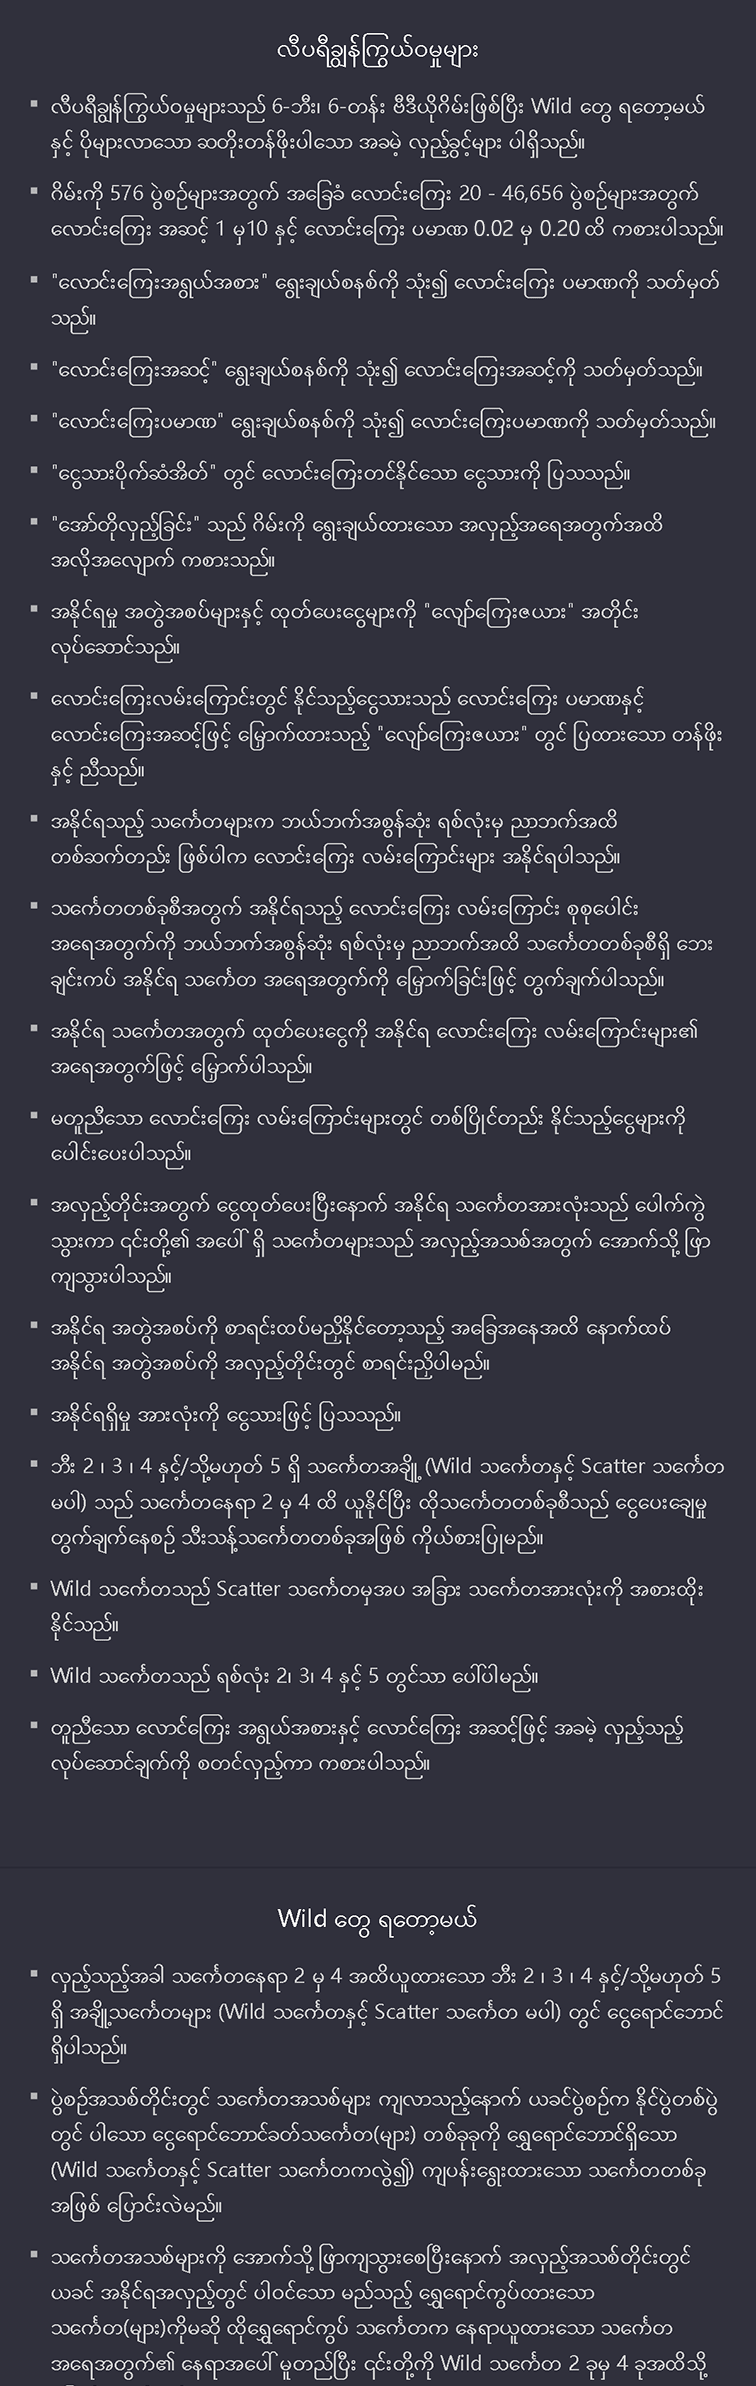 လီပရီချွန်ကြွယ်ဝမှုများ
▪ လီပရီချွန်ကြွယ်ဝမှုများသည် 6-ဘီး၊ 6-တန်း ဗီဒီယိုဂိမ်းဖြစ်ပြီး Wild တွေ ရတော့မယ်
နှင့် ပိုများလာသော ဆတိုးတန်ဖိုးပါသော အခမဲ့ လှည့်ခွင့်များ ပါရှိသည်။
▪ ဂိမ်းကို 576 ပွဲစဉ်များအတွက် အခြေခံ လောင်းကြေး 20 - 46,656 ပွဲစဉ်များအတွက်
လောင်းကြေး အဆင့် 1 မှ10 နှင့် လောင်းကြေး ပမာဏ 0.02 မှ 0.20 ထိ ကစားပါသည်။
▪ "လောင်းကြေးအရွယ်အစား" ရွေးချယ်စနစ်ကို သုံး၍ လောင်းကြေး ပမာဏကို သတ်မှတ်
သည်။
▪ "လောင်းကြေးအဆင့်" ရွေးချယ်စနစ်ကို သုံး၍ လောင်းကြေးအဆင့်ကို သတ်မှတ်သည်။
▪ "လောင်းကြေးပမာဏ" ရွေးချယ်စနစ်ကို သုံး၍ လောင်းကြေးပမာဏကို သတ်မှတ်သည်။
▪ "ငွေသားပိုက်ဆံအိတ်" တွင် လောင်းကြေးတင်နိုင်သော ငွေသားကို ပြသသည်။
▪ "အော်တိုလှည့်ခြင်း" သည် ဂိမ်းကို ရွေးချယ်ထားသော အလှည့်အရေအတွက်အထိ
အလိုအလျောက် ကစားသည်။
▪ အနိုင်ရမှု အတွဲအစပ်များနှင့် ထုတ်ပေးငွေများကို "လျော်ကြေးဇယား" အတိုင်း
လုပ်ဆောင်သည်။
▪ လောင်းကြေးလမ်းကြောင်းတွင် နိုင်သည့်ငွေသားသည် လောင်းကြေး ပမာဏနှင့်
လောင်းကြေးအဆင့်ဖြင့် မြှောက်ထားသည့် "လျော်ကြေးဇယား" တွင် ပြထားသော တန်ဖိုး
နှင့် ညီသည်။
▪ အနိုင်ရသည့် သင်္ကေတများက ဘယ်ဘက်အစွန်ဆုံး ရစ်လုံးမှ ညာဘက်အထိ
တစ်ဆက်တည်း ဖြစ်ပါက လောင်းကြေး လမ်းကြောင်းများ အနိုင်ရပါသည်။
▪ သင်္ကေတတစ်ခုစီအတွက် အနိုင်ရသည့် လောင်းကြေး လမ်းကြောင်း စုစုပေါင်း
အရေအတွက်ကို ဘယ်ဘက်အစွန်ဆုံး ရစ်လုံးမှ ညာဘက်အထိ သင်္ကေတတစ်ခုစီရှိ ဘေး
ချင်းကပ် အနိုင်ရ သင်္ကေတ အရေအတွက်ကို မြှောက်ခြင်းဖြင့် တွက်ချက်ပါသည်။
▪ အနိုင်ရ သင်္ကေတအတွက် ထုတ်ပေးငွေကို အနိုင်ရ လောင်းကြေး လမ်းကြောင်းများ၏
အရေအတွက်ဖြင့် မြှောက်ပါသည်။
▪ မတူညီသော လောင်းကြေး လမ်းကြောင်းများတွင် တစ်ပြိုင်တည်း နိုင်သည့်ငွေများကို
ပေါင်းပေးပါသည်။
▪ အလှည့်တိုင်းအတွက် ငွေထုတ်ပေးပြီးနောက် အနိုင်ရ သင်္ကေတအားလုံးသည် ပေါက်ကွဲ
သွားကာ ၎င်းတို့၏ အပေါ် ရှိ သင်္ကေတများသည် အလှည့်အသစ်အတွက် အောက်သို့ ဖြာ
ကျသွားပါသည်။
▪ အနိုင်ရ အတွဲအစပ်ကို စာရင်းထပ်မညှိနိုင်တော့သည့် အခြေအနေအထိ နောက်ထပ်
အနိုင်ရ အတွဲအစပ်ကို အလှည့်တိုင်းတွင် စာရင်းညှိပါမည်။
▪ အနိုင်ရရှိမှု အားလုံးကို ငွေသားဖြင့် ပြသသည်။
▪ ဘီး 2 ၊ 3 ၊ 4 နှင့်/သို့မဟုတ် 5 ရှိ သင်္ကေတအချို့ (Wild သင်္ကေတနှင့် Scatter သင်္ကေတ
မပါ) သည် သင်္ကေတနေရာ 2 မှ 4 ထိ ယူနိုင်ပြီး ထိုသင်္ကေတတစ်ခုစီသည် ငွေပေးချေမှု
တွက်ချက်နေစဉ် သီးသန့်သင်္ကေတတစ်ခုအဖြစ် ကိုယ်စားပြုမည်။
▪ Wild သင်္ကေတသည် Scatter သင်္ကေတမှအပ အခြား သင်္ကေတအားလုံးကို အစားထိုး
နိုင်သည်။
▪ Wild သင်္ကေတသည် ရစ်လုံး 2၊ 3၊ 4 နှင့် 5 တွင်သာ ပေါ်ပါမည်။
▪ တူညီသော လောင်ကြေး အရွယ်အစားနှင့် လောင်ကြေး အဆင့်ဖြင့် အခမဲ့ လှည့်သည့်
လုပ်ဆောင်ချက်ကို စတင်လှည့်ကာ ကစားပါသည်။
Wild တွေ ရတော့မယ်
▪ လှည့်သည့်အခါ သင်္ကေတနေရာ 2 မှ 4 အထိယူထားသော ဘီး 2 ၊ 3 ၊ 4 နှင့်/သို့မဟုတ် 5
ရှိ အချို့သင်္ကေတများ (Wild သင်္ကေတနှင့် Scatter သင်္ကေတ မပါ) တွင် ငွေရောင်ဘောင်
ရှိပါသည်။
▪ ပွဲစဉ်အသစ်တိုင်းတွင် သင်္ကေတအသစ်များ ကျလာသည့်နောက် ယခင်ပွဲစဉ်က နိုင်ပွဲတစ်ပွဲ
တွင် ပါသော ငွေရောင်ဘောင်ခတ်သင်္ကေတ(များ) တစ်ခုခုကို ရွှေရောင်ဘောင်ရှိသော
(Wild သင်္ကေတနှင့် Scatter သင်္ကေတကလွဲ၍) ကျပန်းရွေးထားသော သင်္ကေတတစ်ခု
အဖြစ် ပြောင်းလဲမည်။
▪ သင်္ကေတအသစ်များကို အောက်သို့ ဖြာကျသွားစေပြီးနောက် အလှည့်အသစ်တိုင်းတွင်
ယခင် အနိုင်ရအလှည့်တွင် ပါဝင်သော မည်သည့် ရွှေရောင်ကွပ်ထားသော
သင်္ကေတ(များ)ကိုမဆို ထိုရွှေရောင်ကွပ် သင်္ကေတက နေရာယူထားသော သင်္ကေတ
အရေအတွက်၏ နေရာအပေါ် မူတည်ပြီး ၎င်းတို့ကို Wild သင်္ကေတ 2 ခုမှ 4 ခုအထိသို့